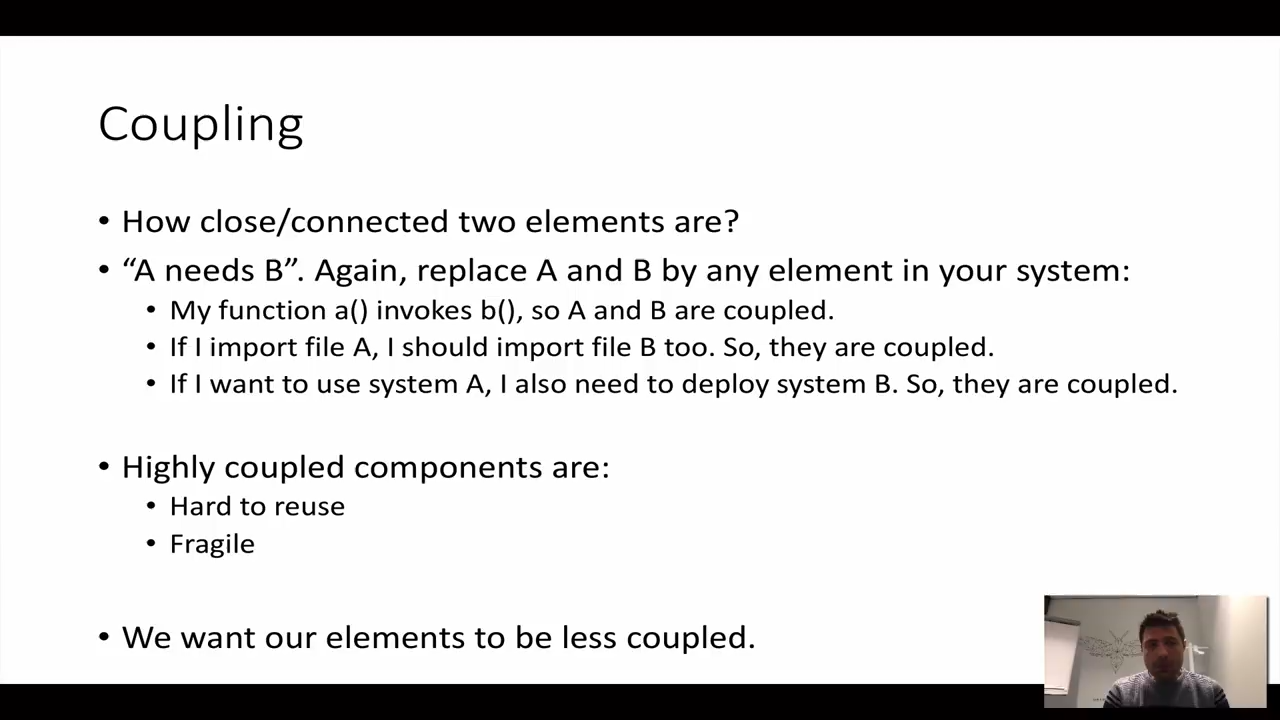 Coupling
• How close/connected two elements are?
• “A needs B”. Again, replace A and B by any element in your system:
• My function a() invokes b(), so A and B are coupled.
• If I import file A, I should import file B too. So, they are coupled.
• If I want to use system A, I also need to deploy system B. So, they are coupled.
• Highly coupled components are:
• Hard to reuse
• Fragile
• We want our elements to be less coupled.